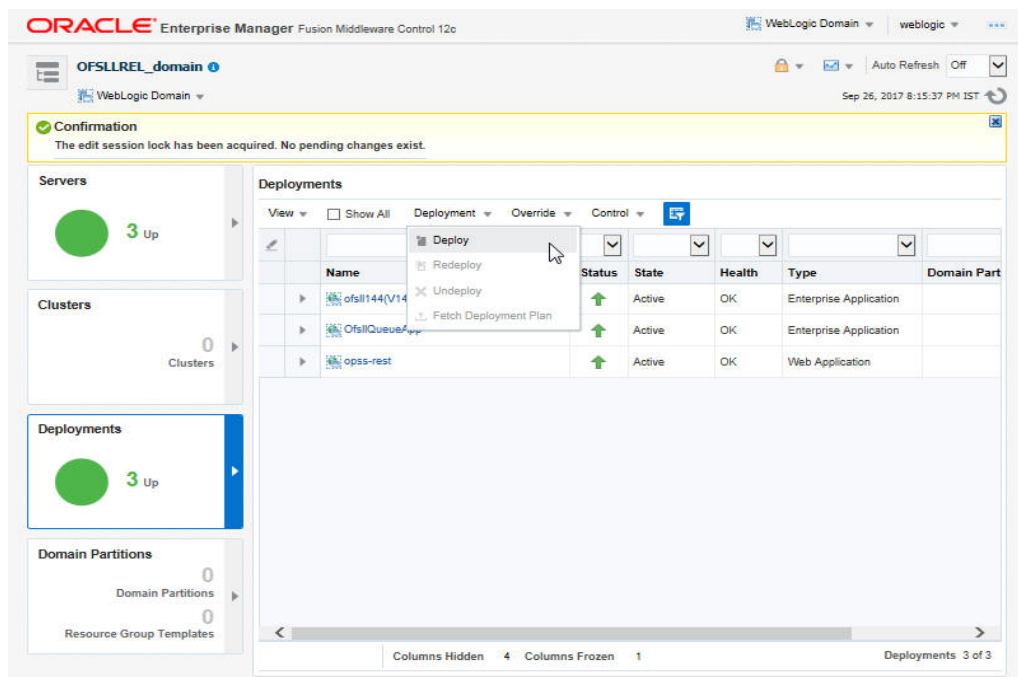 ORACLE Enterprise Manager Fusion Middleware Control 12c
WebLogic Domain
weblogic
OFSLLREL_domain
Auto Refresh Off
WebLogic Domain
Sep 26, 2017 8:15:37 PM IST
Confirmation
The edit session lock has been acquired. No pending changes exist.
Servers
3 Up
Clusters
0
Clusters
Deployments
3 Up
Domain Partitions
0
Domain Partitions
0
Resource Group Templates
Deployments
View Show All Deployment Override Control
Deploy
Redeploy
Undeploy
Fetch Deployment Plan
Name Status State Health Type Domain Part
ofsll144(V14 Active OK Enterprise Application
OfsllQueueApp Active OK Enterprise Application
opss-rest Active OK Web Application
Columns Hidden 4 Columns Frozen 1
Deployments 3 of 3